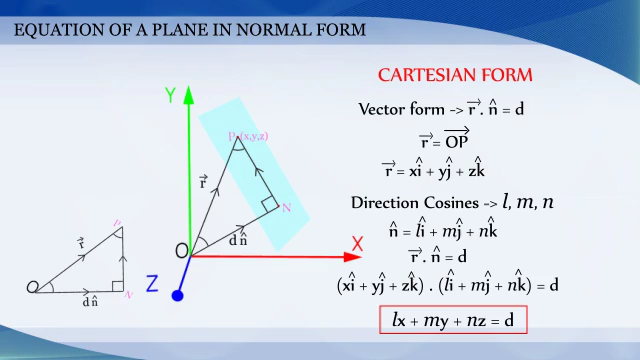 EQUATION OF A PLANE IN NORMAL FORM
CARTESIAN FORM
Vector form -> r⃗ . n̂ = d
r⃗ = OP⃗
r⃗ = xî + yĵ + zk̂
Direction Cosines -> l, m, n
n̂ = lî + mĵ + nk̂
r⃗ . n̂ = d
(xî + yĵ + zk̂) . (lî + mĵ + nk̂) = d
lx + my + nz = d
Y
P(x,y,z)
r⃗
N
O
d n̂
X
Z
P
r⃗
O
N
d n̂